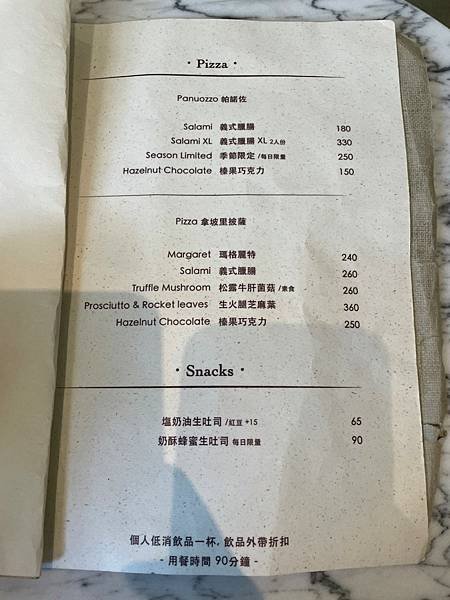 · Pizza ·
Panuozzo 帕諾佐
Salami 義式臘腸 180
Salami XL 義式臘腸 XL 2人份 330
Season Limited 季節限定 /每日限量 250
Hazelnut Chocolate 榛果巧克力 150
Pizza 拿坡里披薩
Margaret 瑪格麗特 240
Salami 義式臘腸 260
Truffle Mushroom 松露牛肝菌菇 /素食 260
Prosciutto & Rocket leaves 生火腿芝麻葉 360
Hazelnut Chocolate 榛果巧克力 250
· Snacks ·
塩奶油生吐司 /紅豆 +15 65
奶酥蜂蜜生吐司 每日限量 90
個人低消飲品一杯, 飲品外帶折扣
- 用餐時間 90分鐘 -